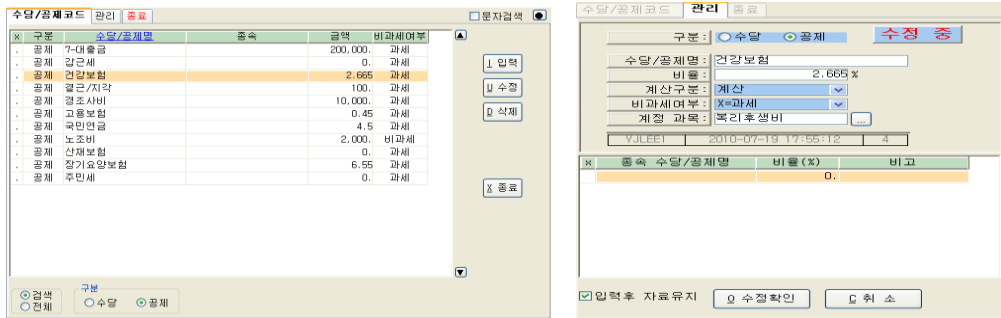 수당/공제코드 관리 종료 문자검색
x 구분 수당/공제명 종속 금액 비과세여부
. 공제 7-대출금 200,000. 과세
. 공제 갑근세 0. 과세
. 공제 건강보험 2.665 과세
. 공제 결근/지각 100. 과세
. 공제 경조사비 10,000. 과세
. 공제 고용보험 0.45 과세
. 공제 국민연금 4.5 과세
. 공제 노조비 2,000. 비과세
. 공제 산재보험 0. 과세
. 공제 장기요양보험 6.55 과세
. 공제 주민세 0. 과세
I 입력
U 수정
D 삭제
X 종료
검색
전체
구분
수당 공제
수당/공제코드 관리 종료
구분: 수당 공제 수정 중
수당/공제명: 건강보험
비율: 2.665 %
계산구분: 계산
비과세여부: X=과세
계정 과목: 복리후생비 ...
YJLEE1 2010-07-19 17:55:12 4
x 종속 수당/공제명 비율(%) 비고
0.
입력후 자료유지 O 수정확인 C 취 소